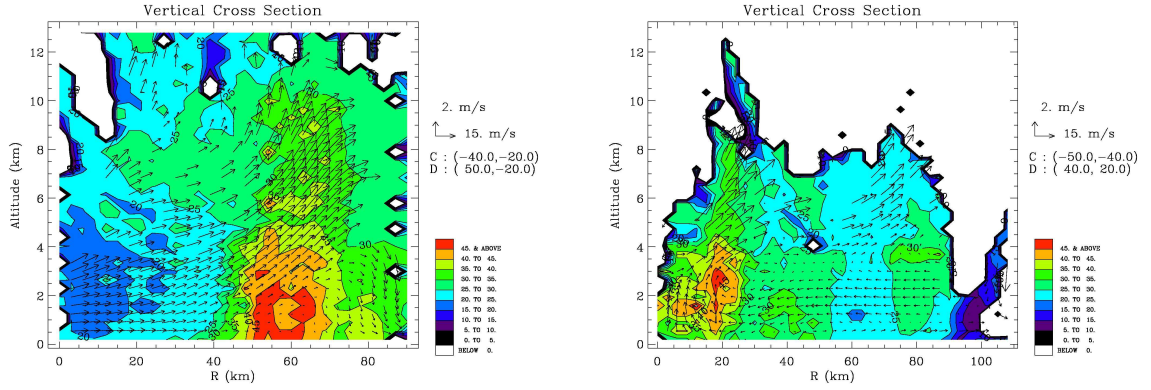 Vertical Cross Section
Altitude (km)
12
10
8
6
4
2
0
0 20 40 60 80
R (km)
2. m/s
15. m/s
C : (-40.0,-20.0)
D : ( 50.0,-20.0)
45. & ABOVE
40. TO 45.
35. TO 40.
30. TO 35.
25. TO 30.
20. TO 25.
15. TO 20.
10. TO 15.
5. TO 10.
0. TO 5.
BELOW 0.
Vertical Cross Section
Altitude (km)
12
10
8
6
4
2
0
0 20 40 60 80 100
R (km)
2. m/s
15. m/s
C : (-50.0,-40.0)
D : ( 40.0, 20.0)
45. & ABOVE
40. TO 45.
35. TO 40.
30. TO 35.
25. TO 30.
20. TO 25.
15. TO 20.
10. TO 15.
5. TO 10.
0. TO 5.
BELOW 0.